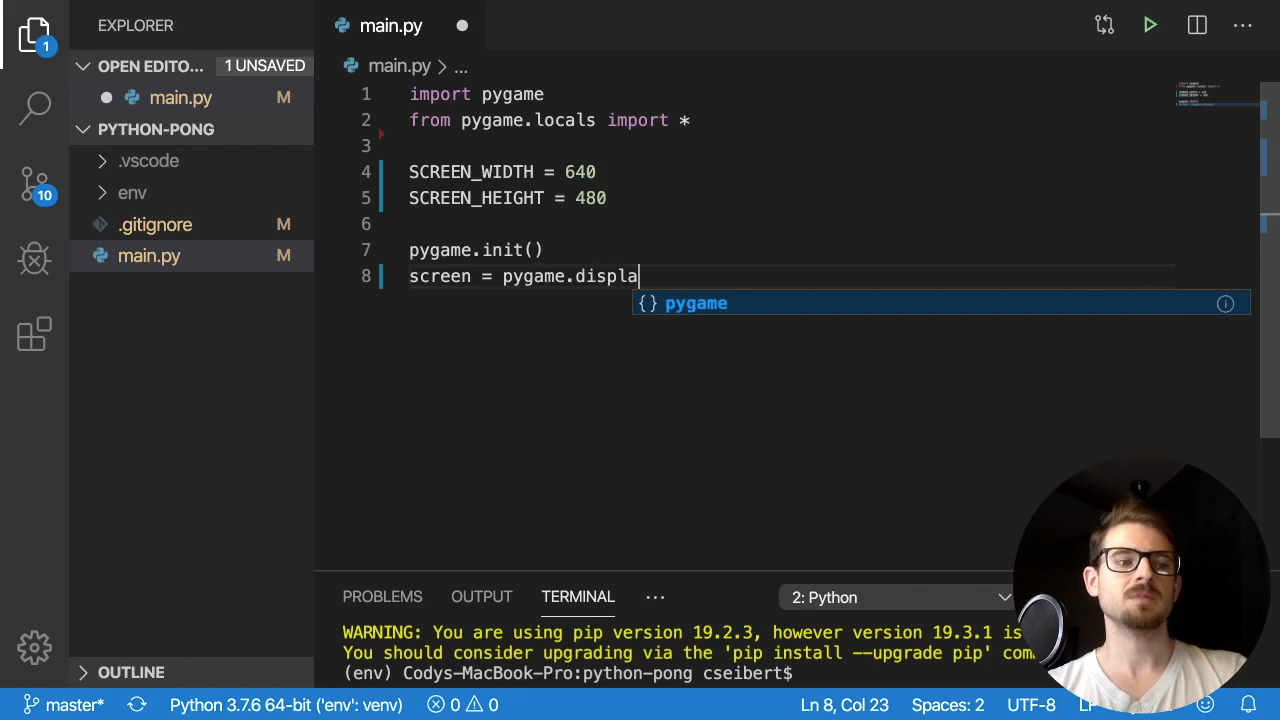 EXPLORER
OPEN EDITO... 1 UNSAVED
main.py M
PYTHON-PONG
.vscode
env
.gitignore M
main.py M
OUTLINE
1
10
main.py
main.py > ...
1 import pygame
2 from pygame.locals import *
3
4 SCREEN_WIDTH = 640
5 SCREEN_HEIGHT = 480
6
7 pygame.init()
8 screen = pygame.displa
{} pygame
PROBLEMS OUTPUT TERMINAL ... 2: Python
WARNING: You are using pip version 19.2.3, however version 19.3.1 is
You should consider upgrading via the 'pip install --upgrade pip' com
(env) Codys-MacBook-Pro:python-pong cseibert$
master* Python 3.7.6 64-bit ('env': venv) 0 0 Ln 8, Col 23 Spaces: 2 UTF-8